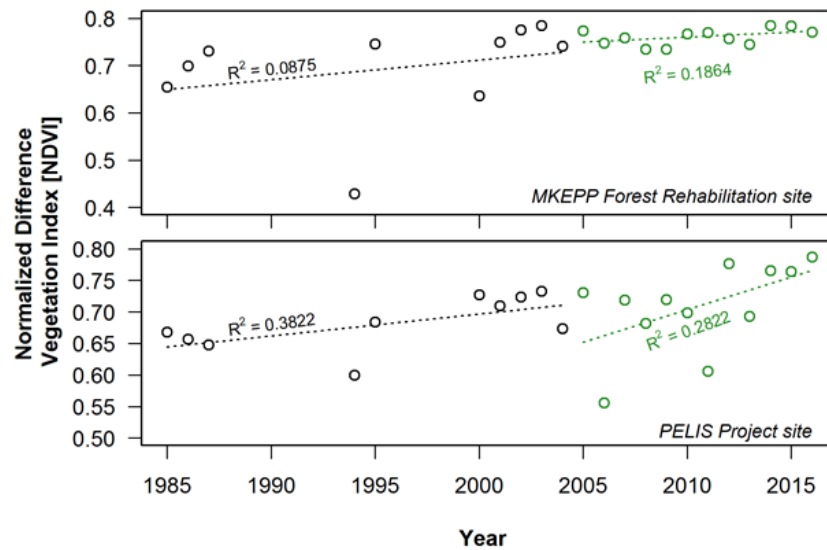 Normalized Difference
Vegetation Index [NDVI]
0.8
0.7
0.6
0.5
0.4
R² = 0.0875
R² = 0.1864
MKEPP Forest Rehabilitation site
0.80
0.75
0.70
0.65
0.60
0.55
0.50
R² = 0.3822
R² = 0.2822
PELIS Project site
1985 1990 1995 2000 2005 2010 2015
Year